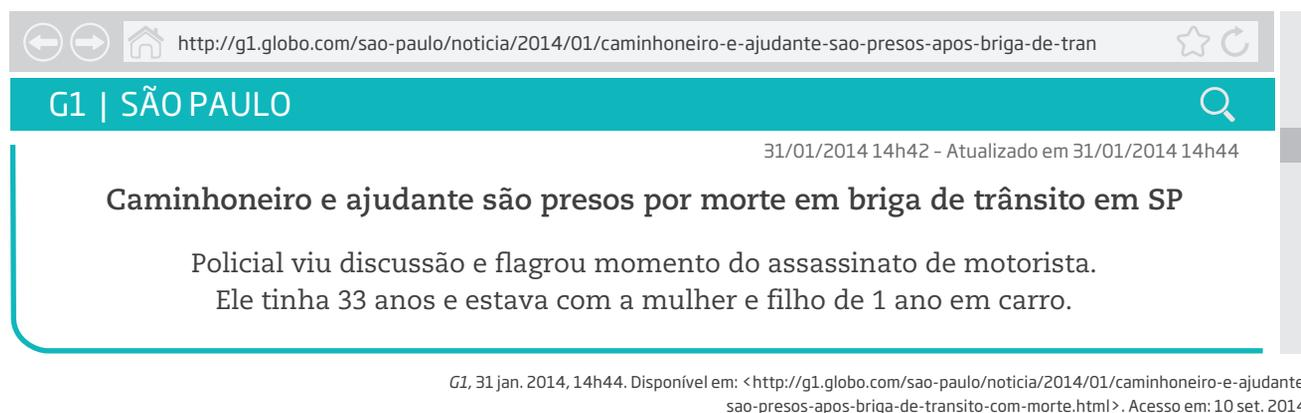 http://g1.globo.com/sao-paulo/noticia/2014/01/caminhoneiro-e-ajudante-sao-presos-apos-briga-de-tran
G1 | SÃO PAULO
31/01/2014 14h42 – Atualizado em 31/01/2014 14h44
Caminhoneiro e ajudante são presos por morte em briga de trânsito em SP
Policial viu discussão e flagrou momento do assassinato de motorista.
Ele tinha 33 anos e estava com a mulher e filho de 1 ano em carro.
G1, 31 jan. 2014, 14h44. Disponível em: <http://g1.globo.com/sao-paulo/noticia/2014/01/caminhoneiro-e-ajudante
sao-presos-apos-briga-de-transito-com-morte.html>. Acesso em: 10 set. 2014